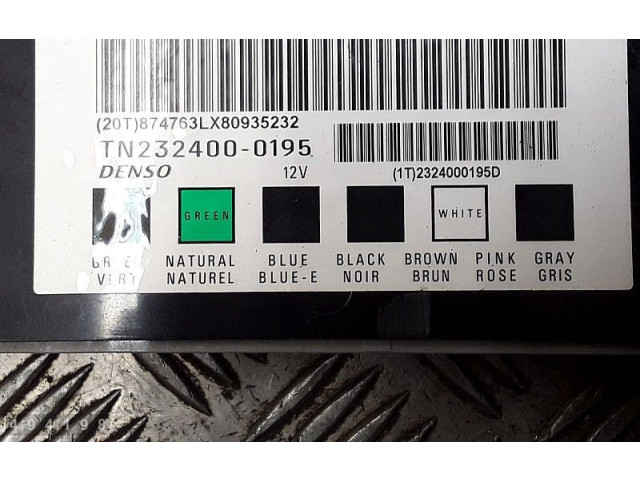 (20T)874763LX80935232
TN232400-0195
(1T)2324000195D
DENSO 12V
GREEN WHITE
NATURAL BLUE BLACK BROWN PINK GRAY
VERT NATUREL BLUE-E NOIR BRUN ROSE GRIS